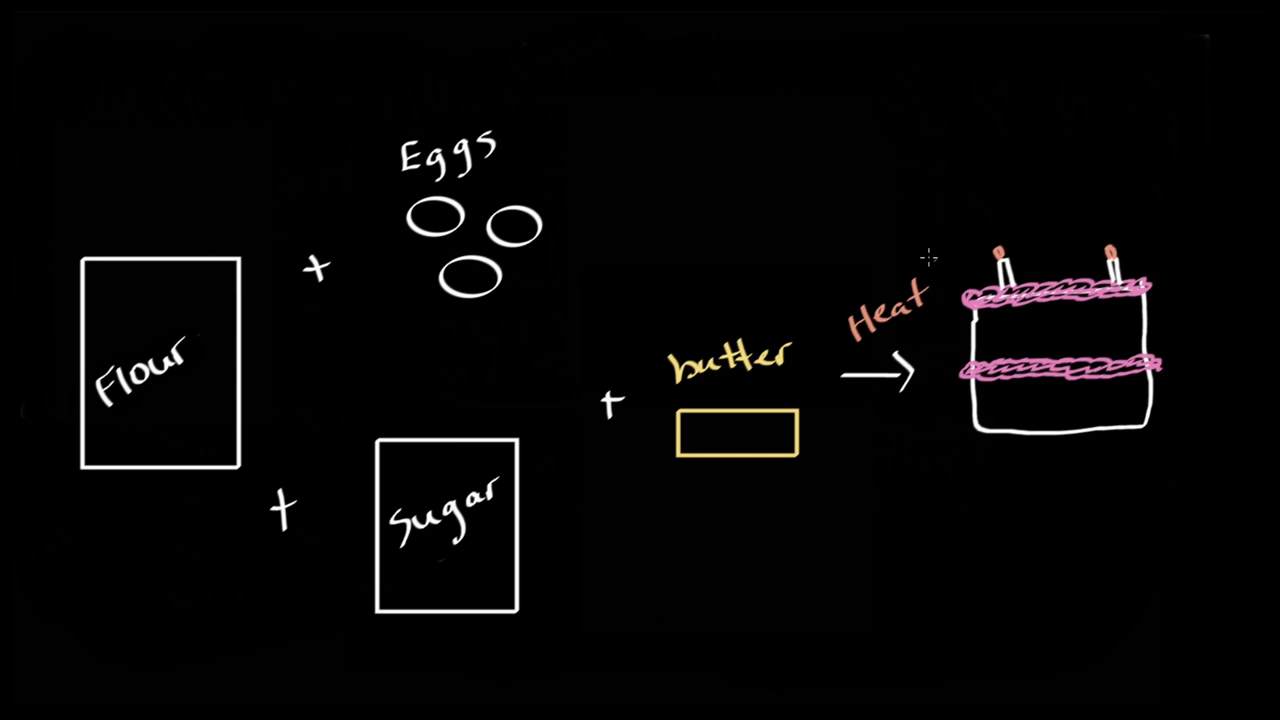 Eggs
+
Flour
Heat
butter
+
→
Sugar
+